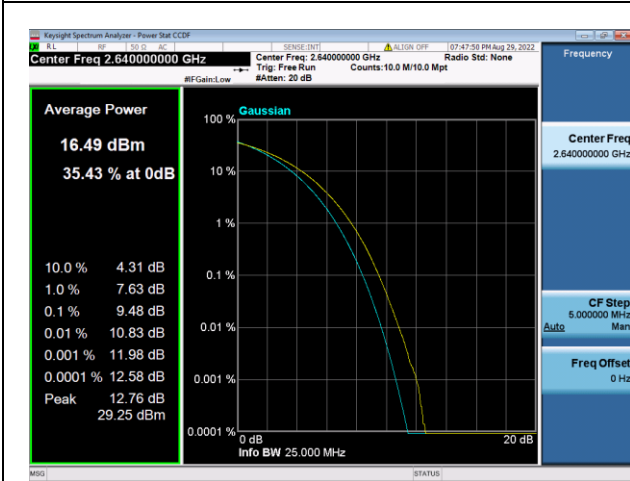 Keysight Spectrum Analyzer - Power Stat CCDF
RL RF 50 Ω AC SENSE:INT ALIGN OFF 07:47:50 PM Aug 29, 2022
Center Freq 2.640000000 GHz
Center Freq: 2.640000000 GHz Radio Std: None
Trig: Free Run Counts:10.0 M/10.0 Mpt
#IFGain:Low #Atten: 20 dB
Frequency
Average Power
16.49 dBm
35.43 % at 0dB
10.0 % 4.31 dB
1.0 % 7.63 dB
0.1 % 9.48 dB
0.01 % 10.83 dB
0.001 % 11.98 dB
0.0001 % 12.58 dB
Peak 12.76 dB
29.25 dBm
Gaussian
100 %
10 %
1 %
0.1 %
0.01 %
0.001 %
0.0001 %
0 dB 20 dB
Info BW 25.000 MHz
Center Freq
2.640000000 GHz
CF Step
5.000000 MHz
Auto Man
Freq Offset
0 Hz
MSG STATUS